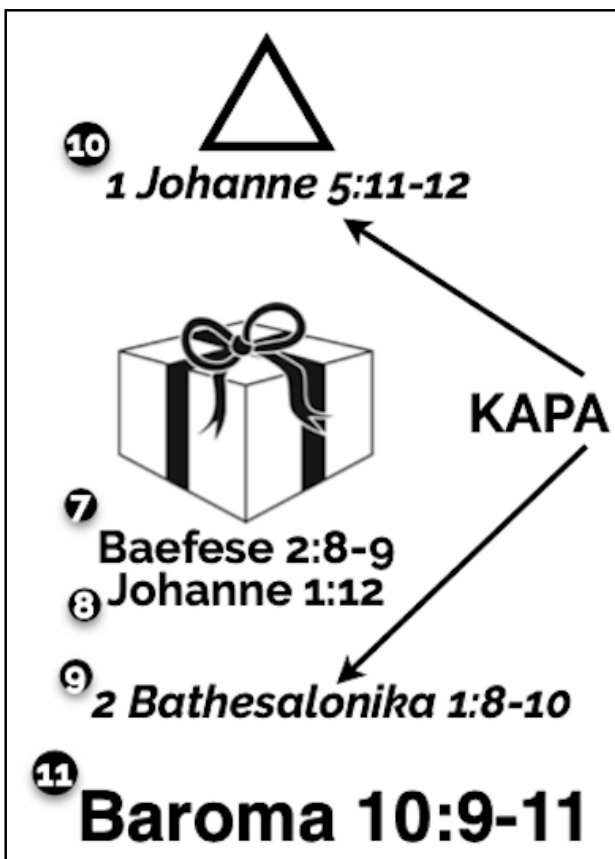 10
1 Johanne 5:11-12
KAPA
7
Baefese 2:8-9
8 Johanne 1:12
9
2 Bathesalonika 1:8-10
11
Baroma 10:9-11